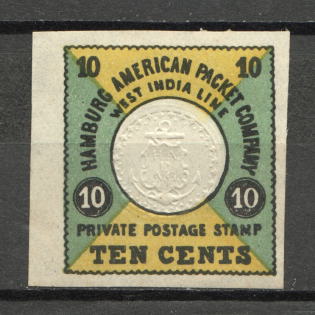 10 10
HAMBURG AMERICAN PACKET COMPANY
WEST INDIA LINE
10 10
PRIVATE POSTAGE STAMP
TEN CENTS